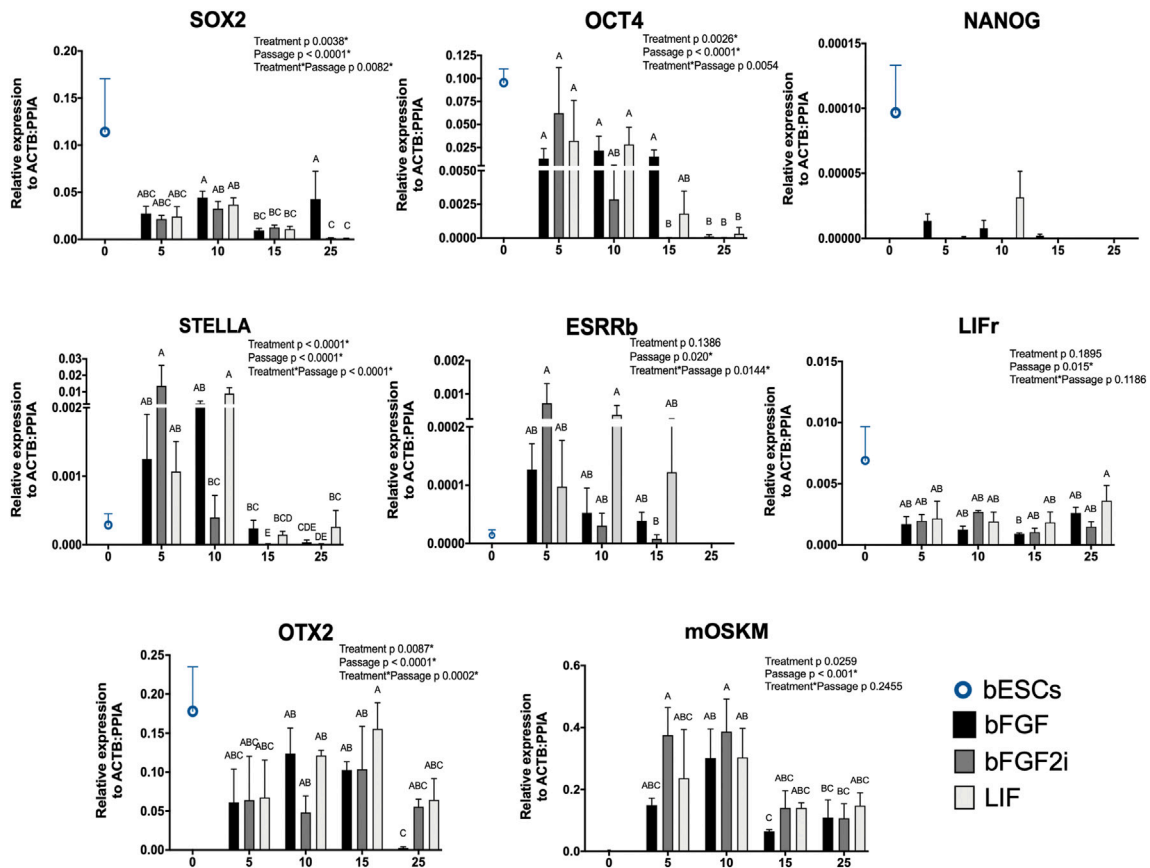 SOX2
Treatment p 0.0038*
Passage p < 0.0001*
Treatment*Passage p 0.0082*
Relative expression
to ACTB:PPIA
0.20
0.15
0.10
0.05
0.00
ABC
ABC
ABC
A
AB
AB
BC
BC
BC
A
C
C
0 5 10 15 25
OCT4
Treatment p 0.0026*
Passage p < 0.0001*
Treatment*Passage p 0.0054
Relative expression
to ACTB:PPIA
0.125
0.100
0.075
0.050
0.025
0.0050
0.0025
0.0000
A
A
A
A
AB
A
A
B
AB
B
B
B
0 5 10 15 25
NANOG
Relative expression
to ACTB:PPIA
0.00015
0.00010
0.00005
0.00000
0 5 10 15 25
STELLA
Treatment p < 0.0001*
Passage p < 0.0001*
Treatment*Passage p < 0.0001*
Relative expression
to ACTB:PPIA
0.03
0.02
0.01
0.002
0.001
0.000
AB
A
AB
AB
BC
A
BC
E
BCD
CDE
DE
BC
0 5 10 15 25
ESRRb
Treatment p 0.1386
Passage p 0.020*
Treatment*Passage p 0.0144*
Relative expression
to ACTB:PPIA
0.002
0.001
0.0002
0.0001
0.0000
AB
A
AB
AB
AB
A
AB
B
AB
0 5 10 15 25
LIFr
Treatment p 0.1895
Passage p 0.015*
Treatment*Passage p 0.1186
Relative expression
to ACTB:PPIA
0.015
0.010
0.005
0.000
AB
AB
AB
AB
AB
AB
B
AB
AB
AB
AB
A
0 5 10 15 25
OTX2
Treatment p 0.0087*
Passage p < 0.0001*
Treatment*Passage p 0.0002*
Relative expression
to ACTB:PPIA
0.25
0.20
0.15
0.10
0.05
0.00
ABC
ABC
ABC
AB
AB
AB
AB
AB
A
C
ABC
ABC
0 5 10 15 25
mOSKM
Treatment p 0.0259
Passage p < 0.001*
Treatment*Passage p 0.2455
Relative expression
to ACTB:PPIA
0.6
0.4
0.2
0.0
ABC
A
ABC
AB
A
AB
C
ABC
ABC
BC
BC
ABC
0 5 10 15 25
bESCs
bFGF
bFGF2i
LIF